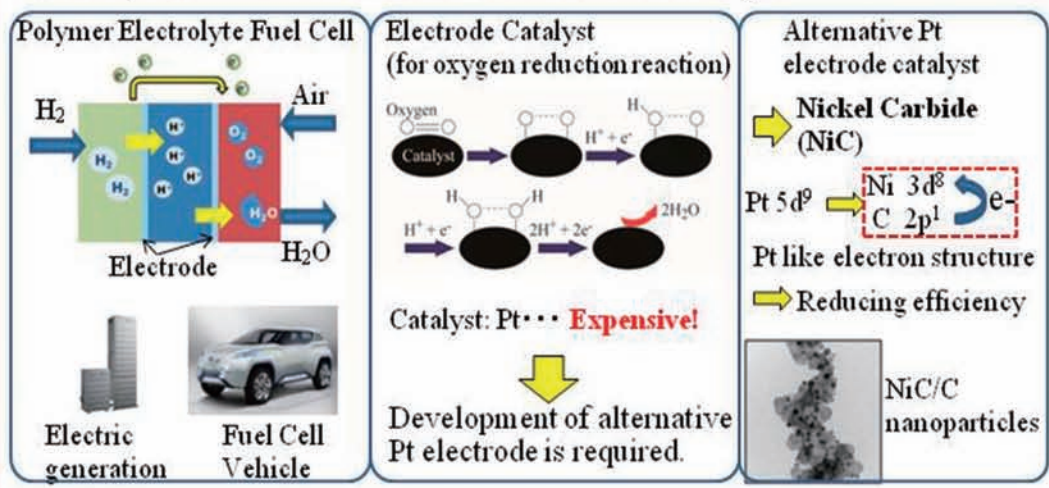 Polymer Electrolyte Fuel Cell
e e
e e
H2
Air
H+
H+
H+
H+
H+
O2
O2
H2
H2
H2O
H2O
Electrode
Electric
generation
Fuel Cell
Vehicle
Electrode Catalyst
(for oxygen reduction reaction)
Oxygen
O O
Catalyst
O O
H+ + e-
H
O O
H H
O O
H+ + e-
2H+ + 2e-
2H2O
Catalyst: Pt··· Expensive!
Development of alternative
Pt electrode is required.
Alternative Pt
electrode catalyst
Nickel Carbide
(NiC)
Pt 5d9
Ni 3d8
C 2p1
e-
Pt like electron structure
Reducing efficiency
NiC/C
nanoparticles